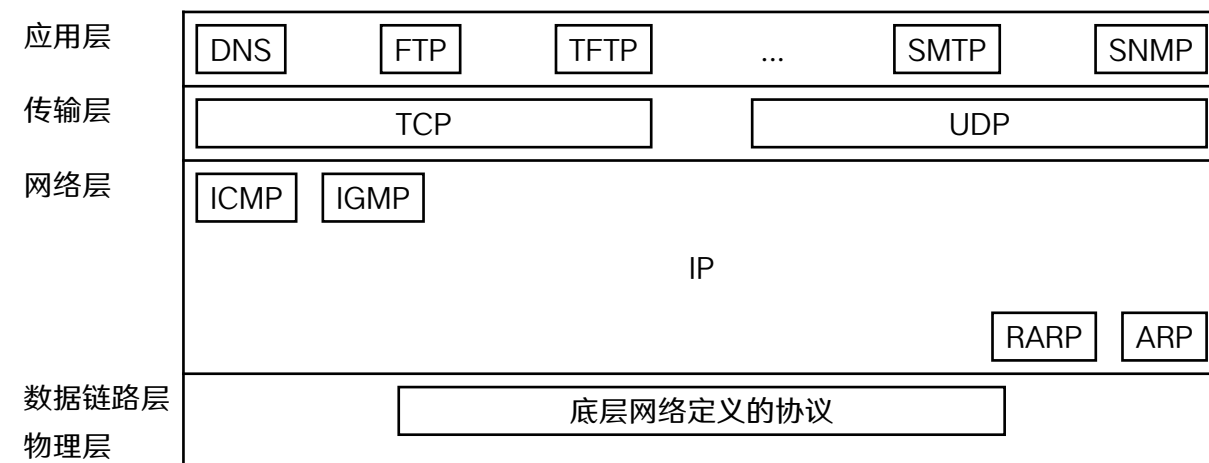 应用层 DNS FTP TFTP ... SMTP SNMP
传输层 TCP UDP
网络层 ICMP IGMP
IP
RARP ARP
数据链路层 底层网络定义的协议
物理层